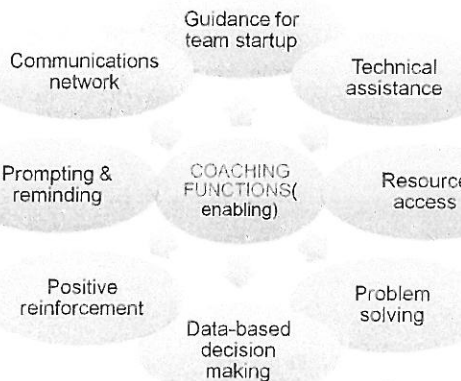 Guidance for
team startup
Communications
network
Technical
assistance
Prompting &
reminding
COACHING
FUNCTIONS(
enabling)
Resource
access
Positive
reinforcement
Problem
solving
Data-based
decision
making